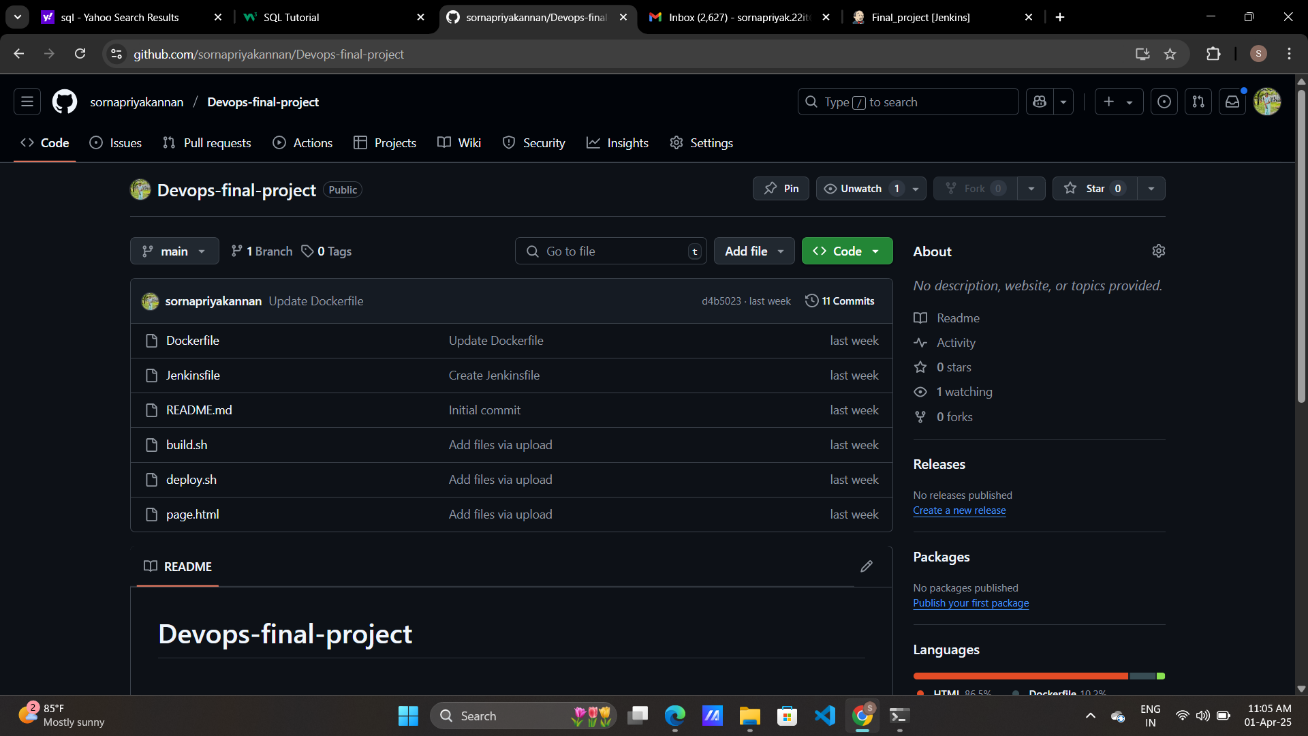 sql - Yahoo Search Results
SQL Tutorial
sornapriyakannan/Devops-final
Inbox (2,627) - sornapriyak.22it
Final_project [Jenkins]
github.com/sornapriyakannan/Devops-final-project
S
sornapriyakannan / Devops-final-project
Type / to search
Code Issues Pull requests Actions Projects Wiki Security Insights Settings
Devops-final-project Public
Pin Unwatch 1 Fork 0 Star 0
main 1 Branch 0 Tags Go to file t Add file Code
sornapriyakannan Update Dockerfile d4b5023 · last week 11 Commits
Dockerfile Update Dockerfile last week
Jenkinsfile Create Jenkinsfile last week
README.md Initial commit last week
build.sh Add files via upload last week
deploy.sh Add files via upload last week
page.html Add files via upload last week
README
Devops-final-project
About
No description, website, or topics provided.
Readme
Activity
0 stars
1 watching
0 forks
Releases
No releases published
Create a new release
Packages
No packages published
Publish your first package
Languages
HTML 86.5% Dockerfile 10.2%
2
85°F
Mostly sunny
Search
S
ENG
IN
11:05 AM
01-Apr-25